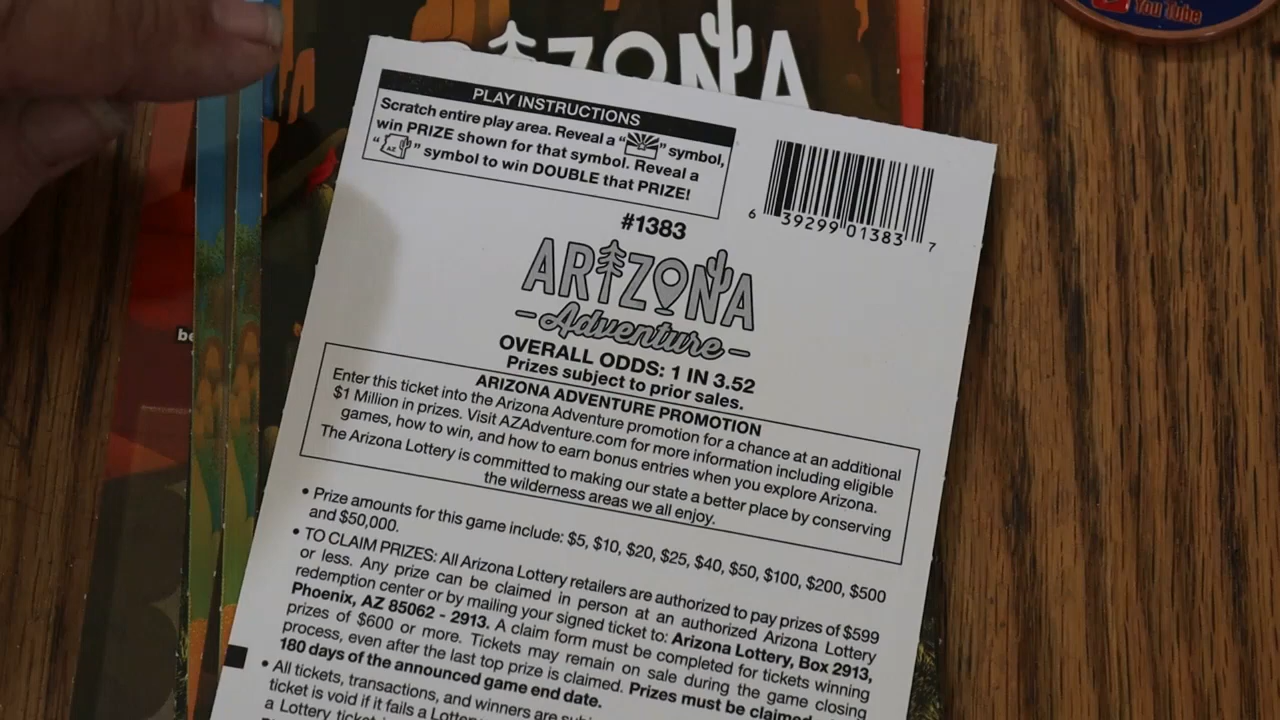 YouTube
ARIZONA
PLAY INSTRUCTIONS
Scratch entire play area. Reveal a “ ” symbol,
win PRIZE shown for that symbol. Reveal a
“AZ” symbol to win DOUBLE that PRIZE!
6 39299 01383 7
#1383
ARIZONA
- Adventure -
OVERALL ODDS: 1 IN 3.52
Prizes subject to prior sales.
ARIZONA ADVENTURE PROMOTION
Enter this ticket into the Arizona Adventure promotion for a chance at an additional
$1 Million in prizes. Visit AZAdventure.com for more information including eligible
games, how to win, and how to earn bonus entries when you explore Arizona.
The Arizona Lottery is committed to making our state a better place by conserving
the wilderness areas we all enjoy.
• Prize amounts for this game include: $5, $10, $20, $25, $40, $50, $100, $200, $500
and $50,000.
• TO CLAIM PRIZES: All Arizona Lottery retailers are authorized to pay prizes of $599
or less. Any prize can be claimed in person at an authorized Arizona Lottery
redemption center or by mailing your signed ticket to: Arizona Lottery, Box 2913,
Phoenix, AZ 85062 - 2913. A claim form must be completed for tickets winning
prizes of $600 or more. Tickets may remain on sale during the game closing
process, even after the last top prize is claimed. Prizes must be claimed
180 days of the announced game end date.
• All tickets, transactions, and winners are
ticket is void if it fails a
a Lottery